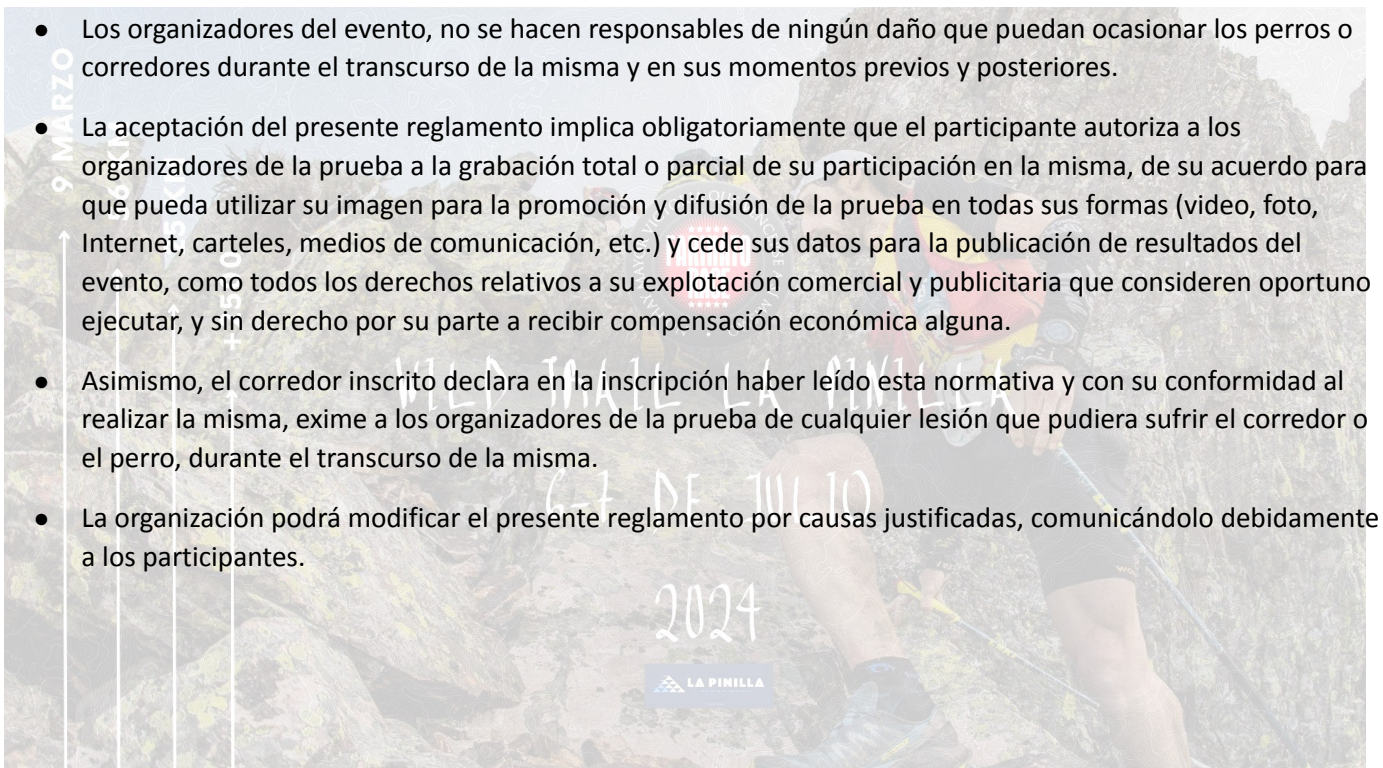 ● Los organizadores del evento, no se hacen responsables de ningún daño que puedan ocasionar los perros o
corredores durante el transcurso de la misma y en sus momentos previos y posteriores.
● La aceptación del presente reglamento implica obligatoriamente que el participante autoriza a los
organizadores de la prueba a la grabación total o parcial de su participación en la misma, de su acuerdo para
que pueda utilizar su imagen para la promoción y difusión de la prueba en todas sus formas (video, foto,
Internet, carteles, medios de comunicación, etc.) y cede sus datos para la publicación de resultados del
evento, como todos los derechos relativos a su explotación comercial y publicitaria que consideren oportuno
ejecutar, y sin derecho por su parte a recibir compensación económica alguna.
● Asimismo, el corredor inscrito declara en la inscripción haber leído esta normativa y con su conformidad al
realizar la misma, exime a los organizadores de la prueba de cualquier lesión que pudiera sufrir el corredor o
el perro, durante el transcurso de la misma.
● La organización podrá modificar el presente reglamento por causas justificadas, comunicándolo debidamente
a los participantes.
9 MARZO
WILD TRAIL LA PINILLA
6-7 DE JULIO
2024
LA PINILLA